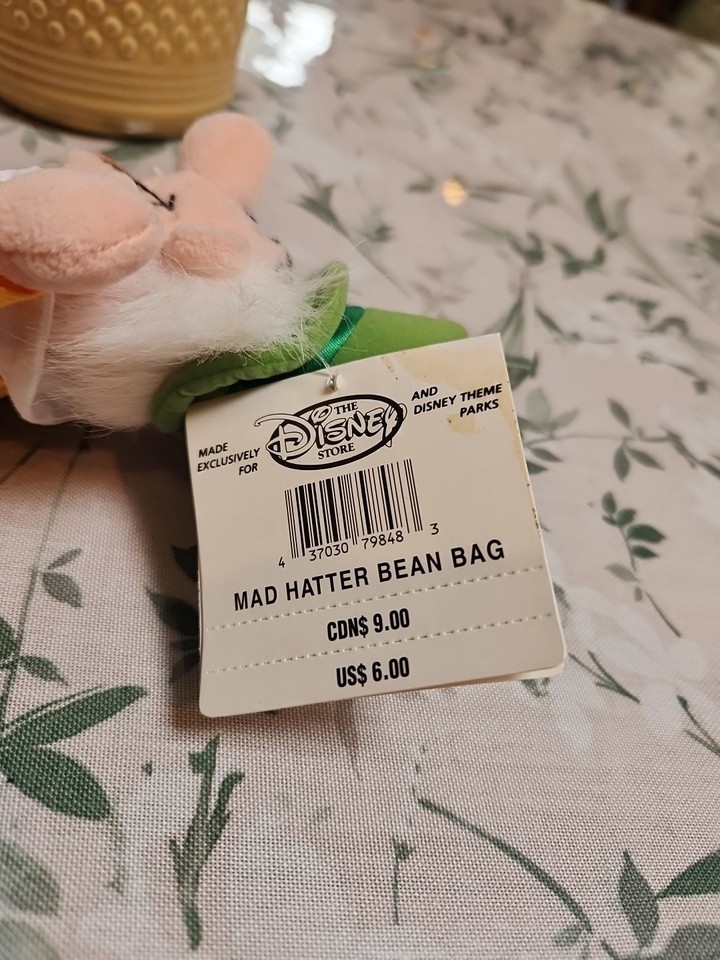 MADE
EXCLUSIVELY
FOR
THE
DISNEY
STORE
AND
DISNEY THEME
PARKS
4 37030 79848 3
MAD HATTER BEAN BAG
CDN$ 9.00
US$ 6.00